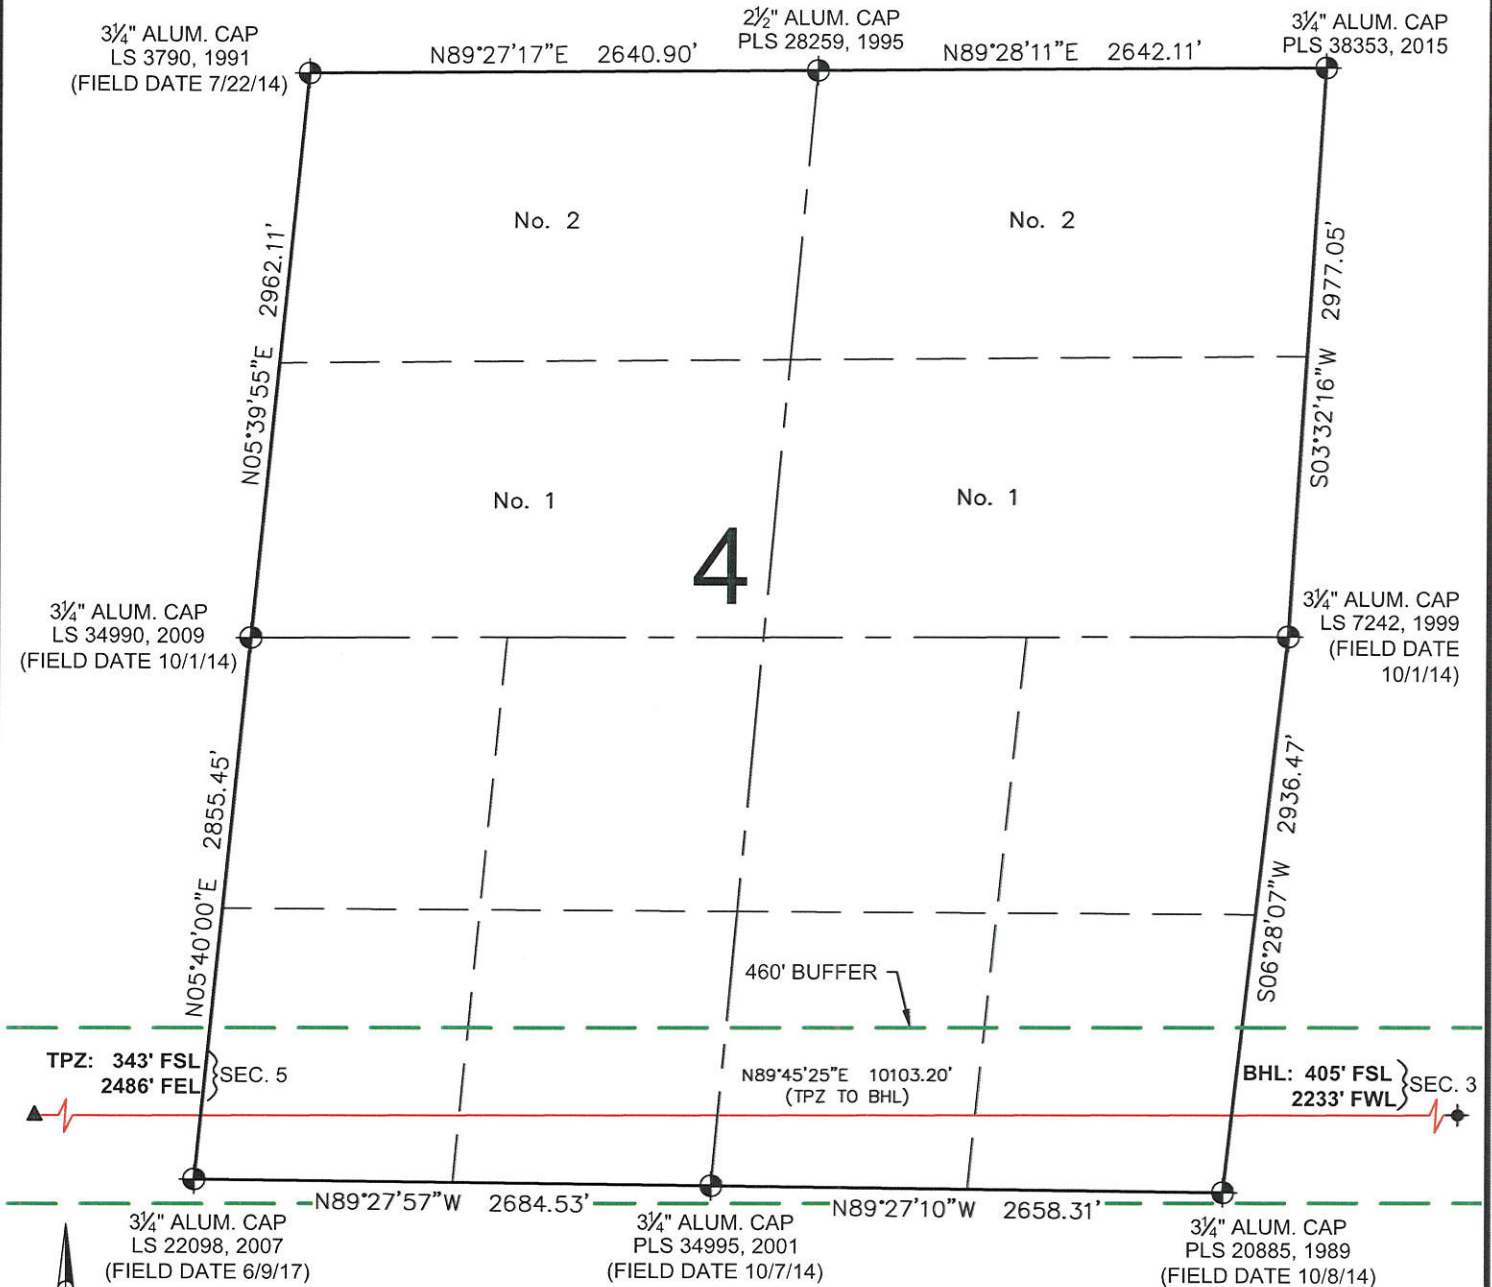 3¼" ALUM. CAP
LS 3790, 1991
(FIELD DATE 7/22/14)
N89°27'17"E 2640.90'
2½" ALUM. CAP
PLS 28259, 1995
N89°28'11"E 2642.11'
3¼" ALUM. CAP
PLS 38353, 2015
No. 2
No. 2
N05°39'55"E 2962.11'
S03°32'16"W 2977.05'
No. 1
No. 1
4
3¼" ALUM. CAP
LS 34990, 2009
(FIELD DATE 10/1/14)
3¼" ALUM. CAP
LS 7242, 1999
(FIELD DATE
10/1/14)
N05°40'00"E 2855.45'
S06°28'07"W 2936.47'
460' BUFFER
TPZ: 343' FSL
2486' FEL
SEC. 5
N89°45'25"E 10103.20'
(TPZ TO BHL)
BHL: 405' FSL
2233' FWL
SEC. 3
N89°27'57"W 2684.53'
N89°27'10"W 2658.31'
3¼" ALUM. CAP
LS 22098, 2007
(FIELD DATE 6/9/17)
3¼" ALUM. CAP
PLS 34995, 2001
(FIELD DATE 10/7/14)
3¼" ALUM. CAP
PLS 20885, 1989
(FIELD DATE 10/8/14)